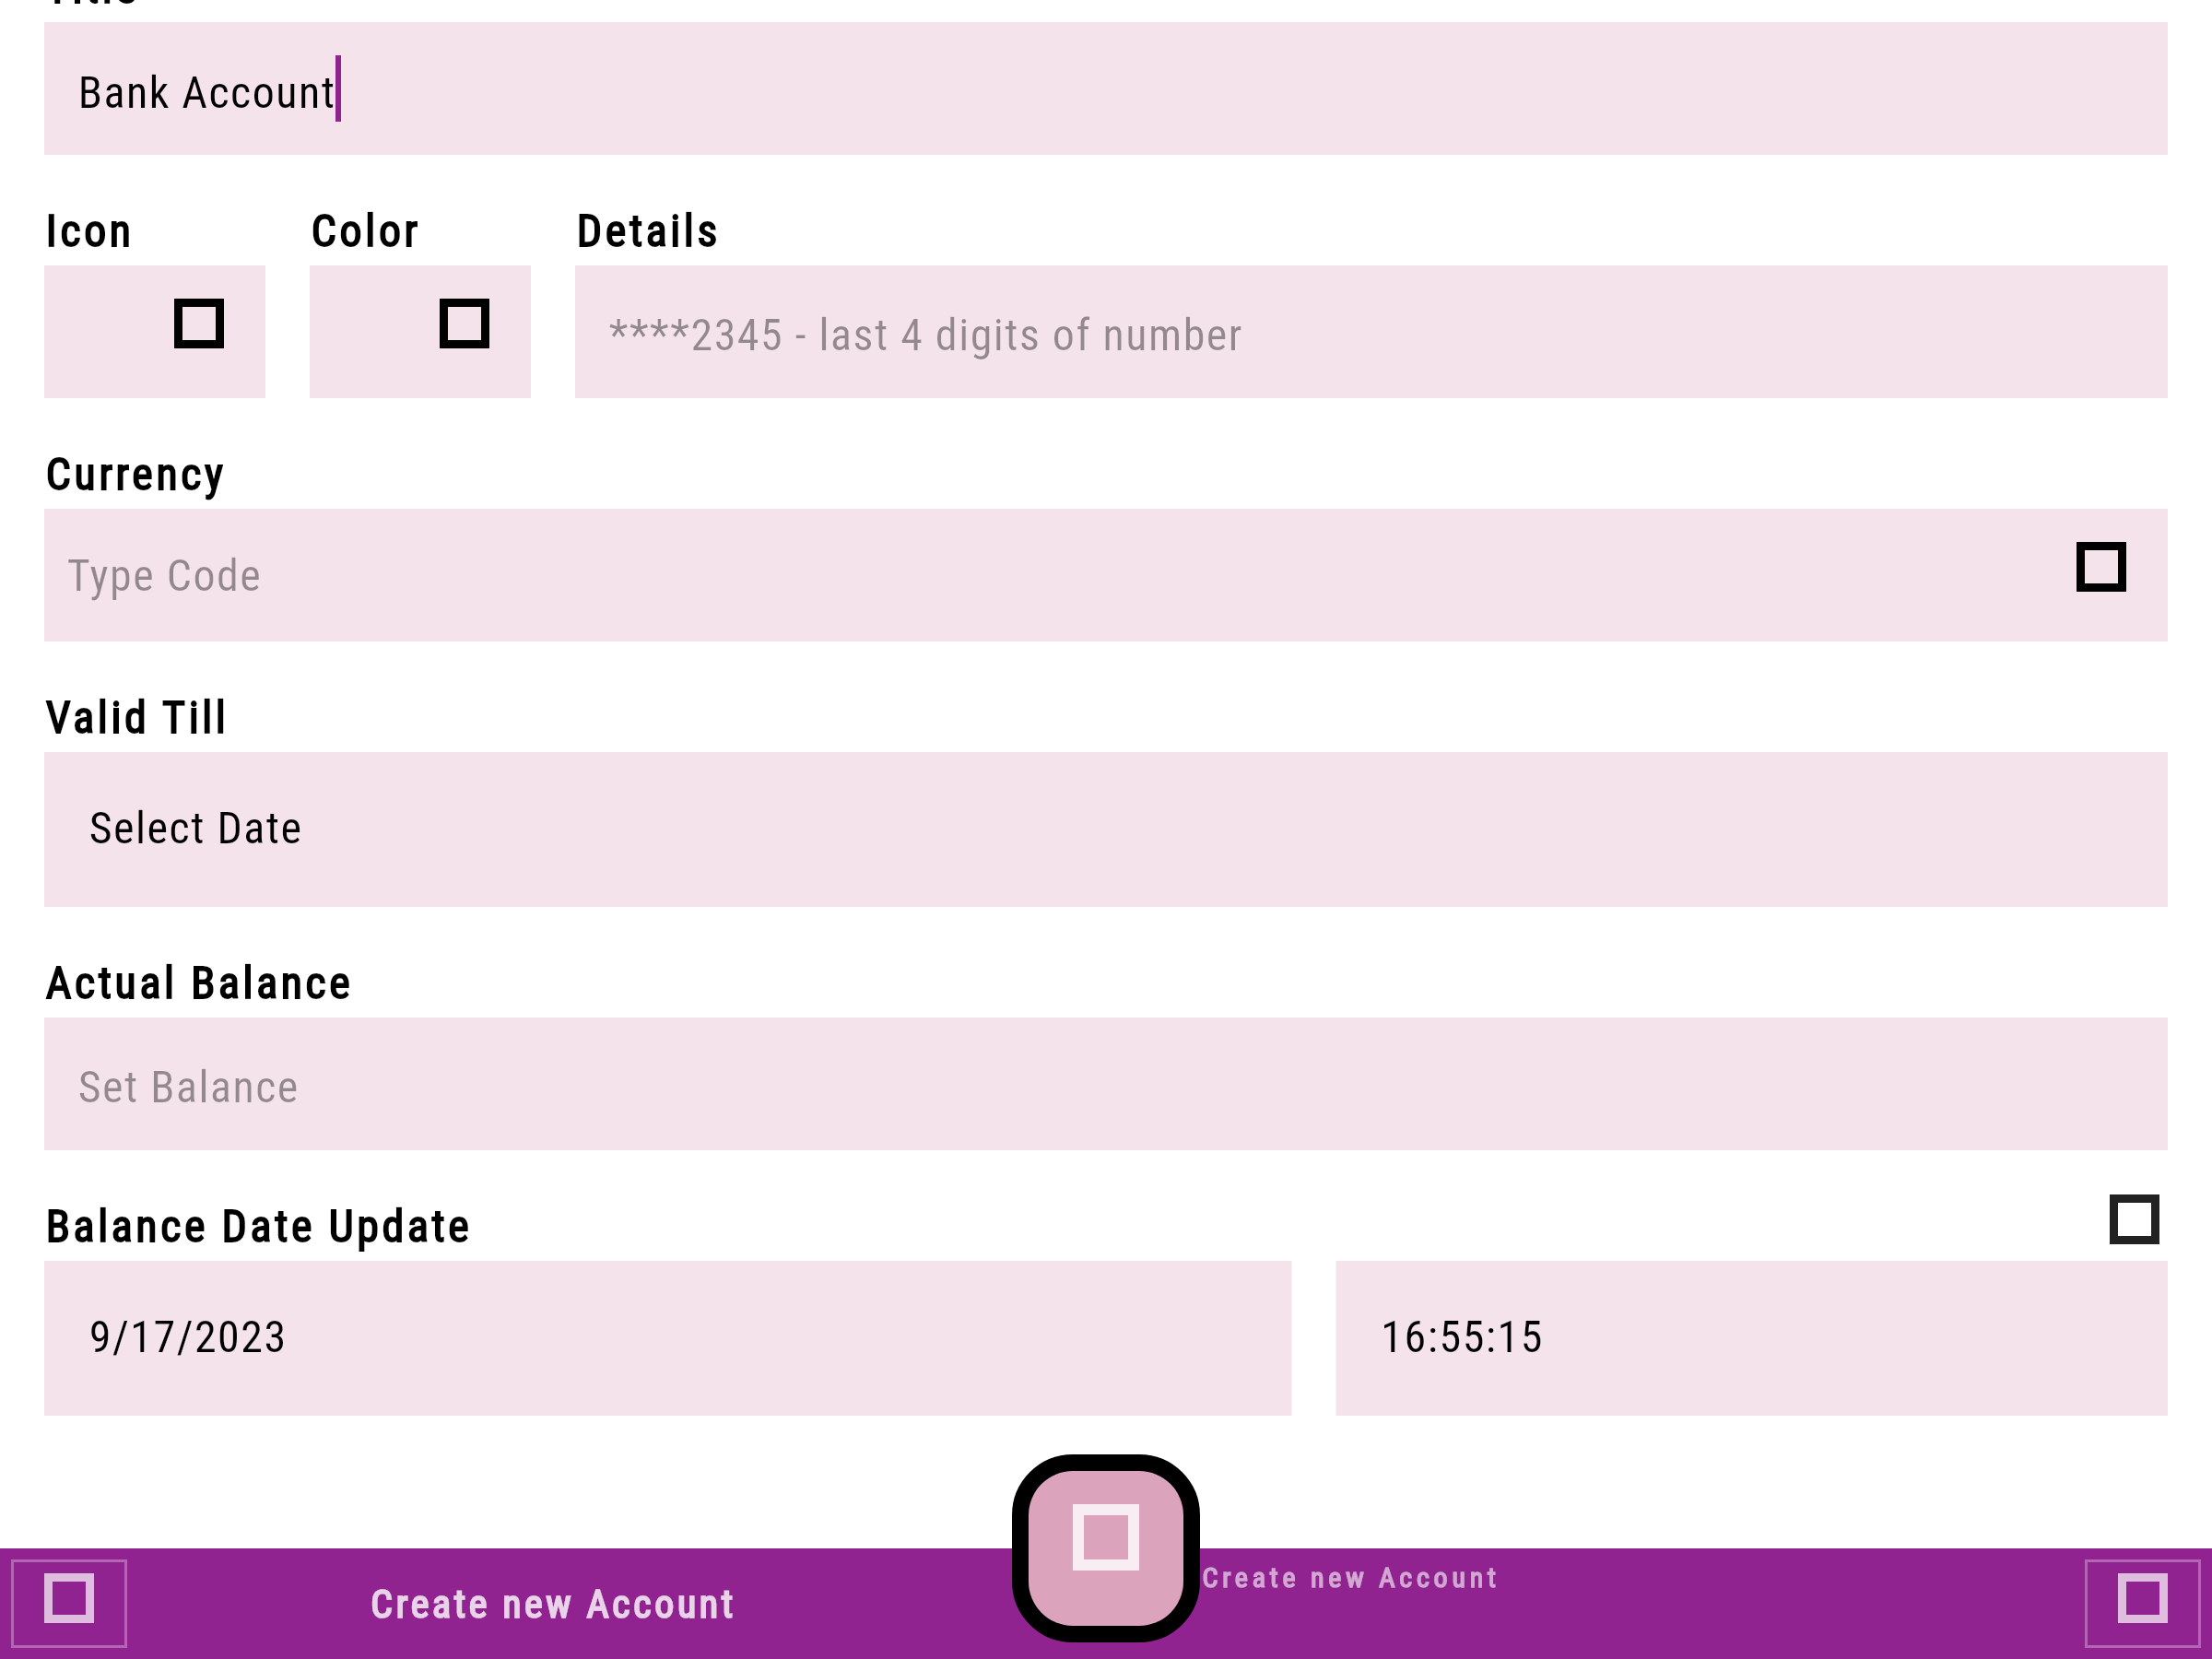 Bank Account
Icon Color Details
****2345 - last 4 digits of number
Currency
Type Code
Valid Till
Select Date
Actual Balance
Set Balance
Balance Date Update
9/17/2023 16:55:15
Create new Account Create new Account